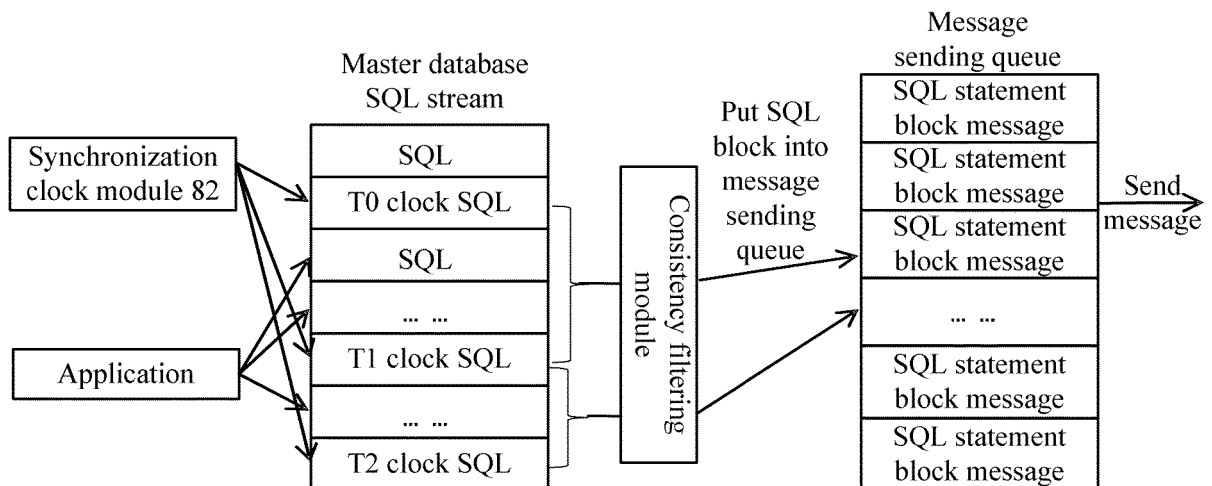 Synchronization
clock module 82
Application
Master database
SQL stream
SQL
T0 clock SQL
SQL
... ...
T1 clock SQL
... ...
T2 clock SQL
Consistency filtering
module
Put SQL
block into
message
sending
queue
Message
sending queue
SQL statement
block message
SQL statement
block message
SQL statement
block message
... ...
SQL statement
block message
SQL statement
block message
Send
message